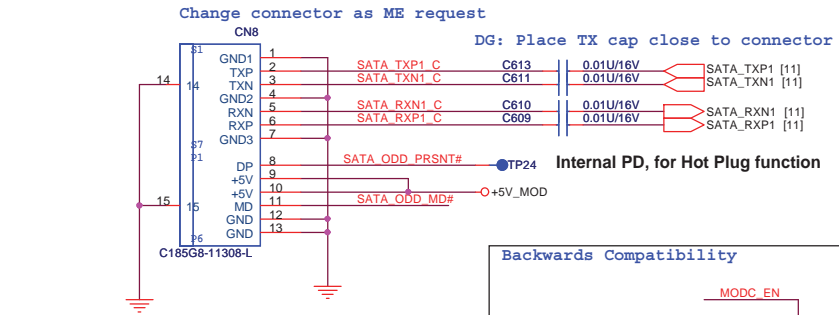 Change connector as ME request
CN8
DG: Place TX cap close to connector
S1
GND1 1
TXP 2 SATA_TXP1_C C613 0.01U/16V SATA_TXP1 [11]
14 14 TXN 3 SATA_TXN1_C C611 0.01U/16V SATA_TXN1 [11]
GND2 4
RXN 5 SATA_RXN1_C C610 0.01U/16V SATA_RXN1 [11]
RXP 6 SATA_RXP1_C C609 0.01U/16V SATA_RXP1 [11]
GND3 7
S7
P1
DP 8 SATA_ODD_PRSNT# TP24 Internal PD, for Hot Plug function
+5V 9
+5V 10 +5V_MOD
15 15 MD 11 SATA_ODD_MD#
GND 12
GND 13
P6
C185G8-11308-L
Backwards Compatibility
MODC_EN